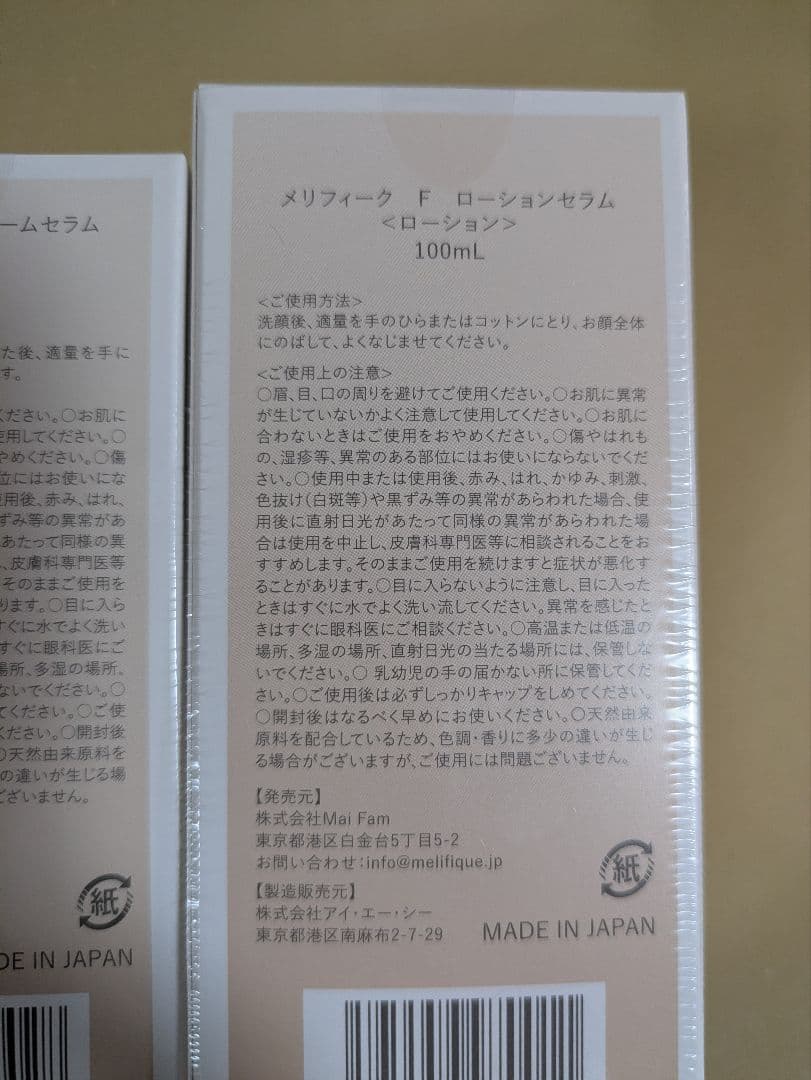 ームセラム
た後、適量を手に
す。
ください。○お肌に
使用してください。○
やめください。○傷
位にはお使いにな
用後、赤み、はれ、
ずみ等の異常があ
あたって同様の異
、皮膚科専門医等
そのままご使用を
ります。○目に入ら
すぐに水でよく洗い
すぐに眼科医にご
場所、多湿の場所、
ないでください。○
てください。○ご使
ください。○開封後
○天然由来原料を
の違いが生じる場
ございません。
紙
DE IN JAPAN
メリフィーク F ローションセラム
<ローション>
100mL
<ご使用方法>
洗顔後、適量を手のひらまたはコットンにとり、お顔全体
にのばして、よくなじませてください。
<ご使用上の注意>
○眉、目、口の周りを避けてご使用ください。○お肌に異常
が生じていないかよく注意して使用してください。○お肌に
合わないときはご使用をおやめください。○傷やはれも
の、湿疹等、異常のある部位にはお使いにならないでくだ
さい。○使用中または使用後、赤み、はれ、かゆみ、刺激、
色抜け(白斑等)や黒ずみ等の異常があらわれた場合、使
用後に直射日光があたって同様の異常があらわれた場
合は使用を中止し、皮膚科専門医等に相談されることをお
すすめします。そのままご使用を続けますと症状が悪化す
ることがあります。○目に入らないように注意し、目に入った
ときはすぐに水でよく洗い流してください。異常を感じたと
きはすぐに眼科医にご相談ください。○高温または低温の
場所、多湿の場所、直射日光の当たる場所には、保管しな
いでください。○ 乳幼児の手の届かない所に保管してくだ
さい。○ご使用後は必ずしっかりキャップをしめてください。
○開封後はなるべく早めにお使いください。○天然由来
原料を配合しているため、色調・香りに多少の違いが生じ
る場合がございますが、ご使用には問題ございません。
【発売元】
株式会社Mai Fam
東京都港区白金台5丁目5-2
お問い合わせ:info@melifique.jp
【製造販売元】
株式会社アイ・エー・シー
東京都港区南麻布2-7-29
紙
MADE IN JAPAN